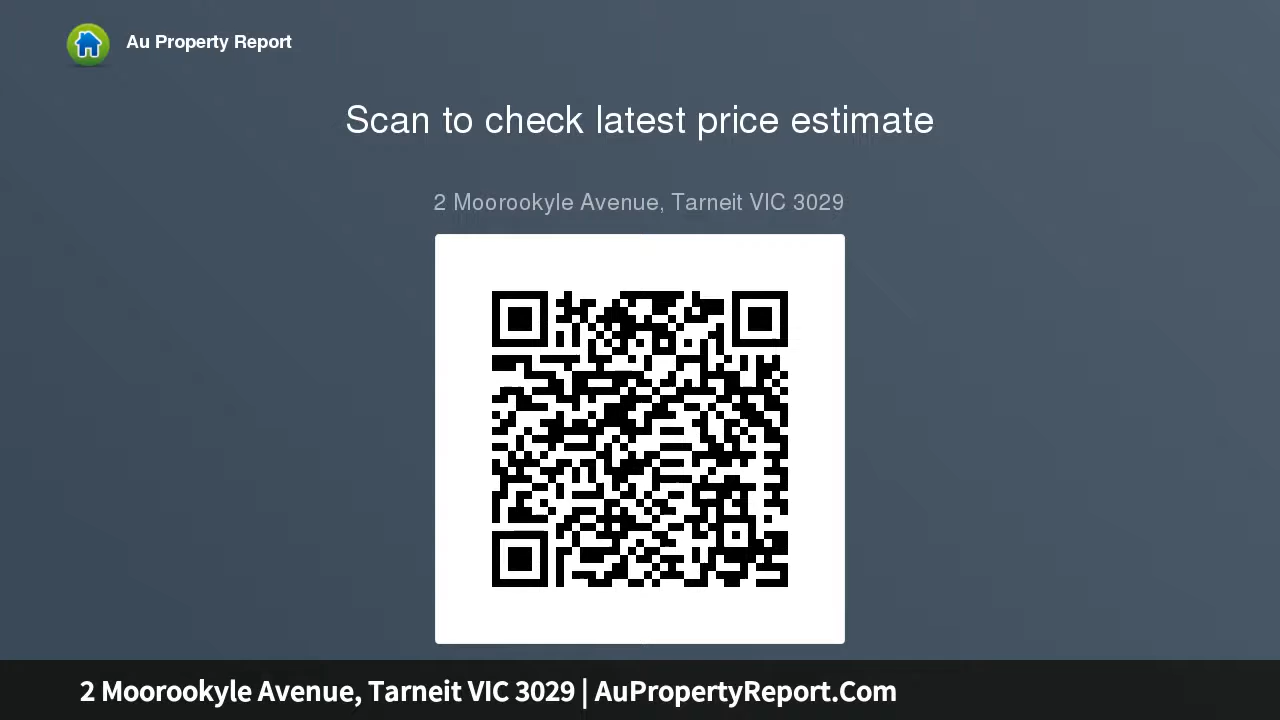 Au Property Report
Scan to check latest price estimate
2 Moorookyle Avenue, Tarneit VIC 3029
2 Moorookyle Avenue, Tarneit VIC 3029 | AuPropertyReport.Com